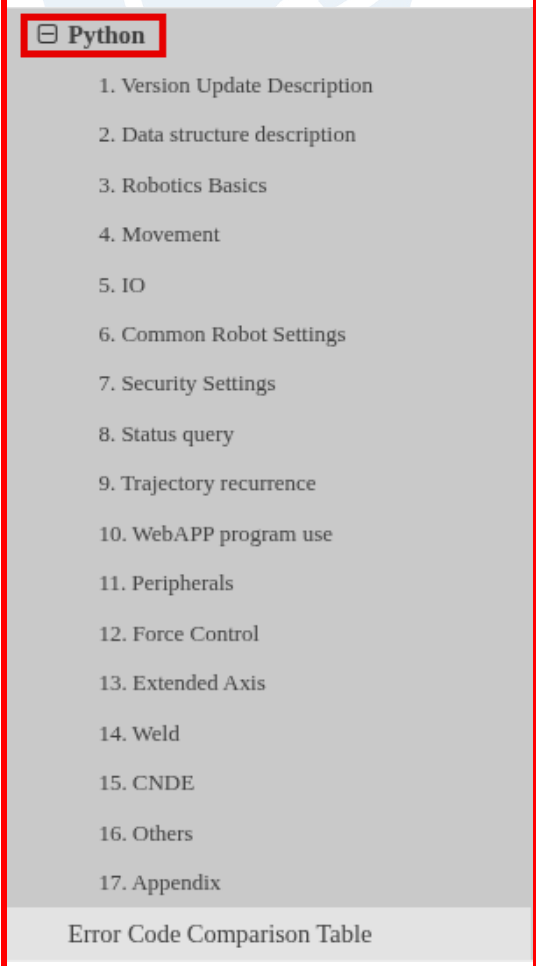 Python
1. Version Update Description
2. Data structure description
3. Robotics Basics
4. Movement
5. IO
6. Common Robot Settings
7. Security Settings
8. Status query
9. Trajectory recurrence
10. WebAPP program use
11. Peripherals
12. Force Control
13. Extended Axis
14. Weld
15. CNDE
16. Others
17. Appendix
Error Code Comparison Table